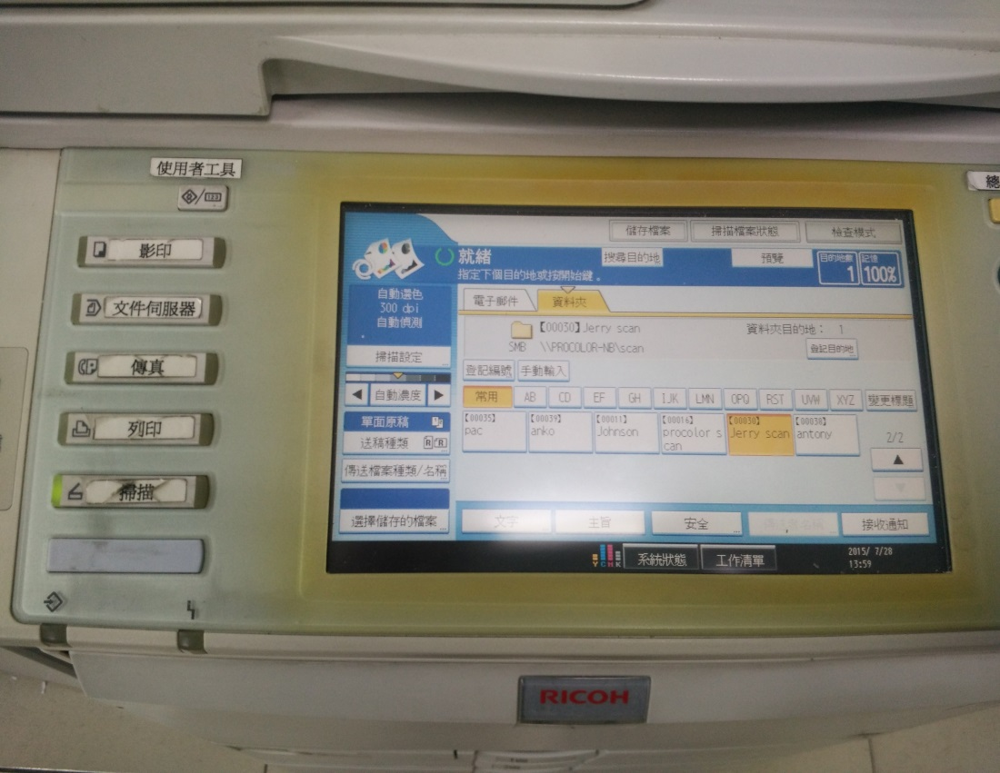 使用者工具
總
影印
文件伺服器
傳真
列印
掃描
儲存檔案 掃描檔案狀態 檢查模式
就緒 搜尋目的地 預覽 目的地數 1 記憶 100%
指定下個目的地或按開始鍵。
自動選色
300 dpi
自動偵測
掃描設定
自動濃度
單面原稿
送稿種類
傳送檔案種類/名稱
選擇儲存的檔案
電子郵件 資料夾
【00030】Jerry scan 資料夾目的地： 1
SMB \\PROCOLOR-NB\scan 登記目的地
登記編號 手動輸入
常用 AB CD EF GH IJK LMN OPQ RST UVW XYZ 變更標題
【00035】 【00039】 【00011】 【00016】 【00030】 【00038】
pac anko Johnson procolor scan Jerry scan antony
2/2
文字 主旨 安全 接收通知
YCMK 系統狀態 工作清單 2015/ 7/28
13:59
RICOH